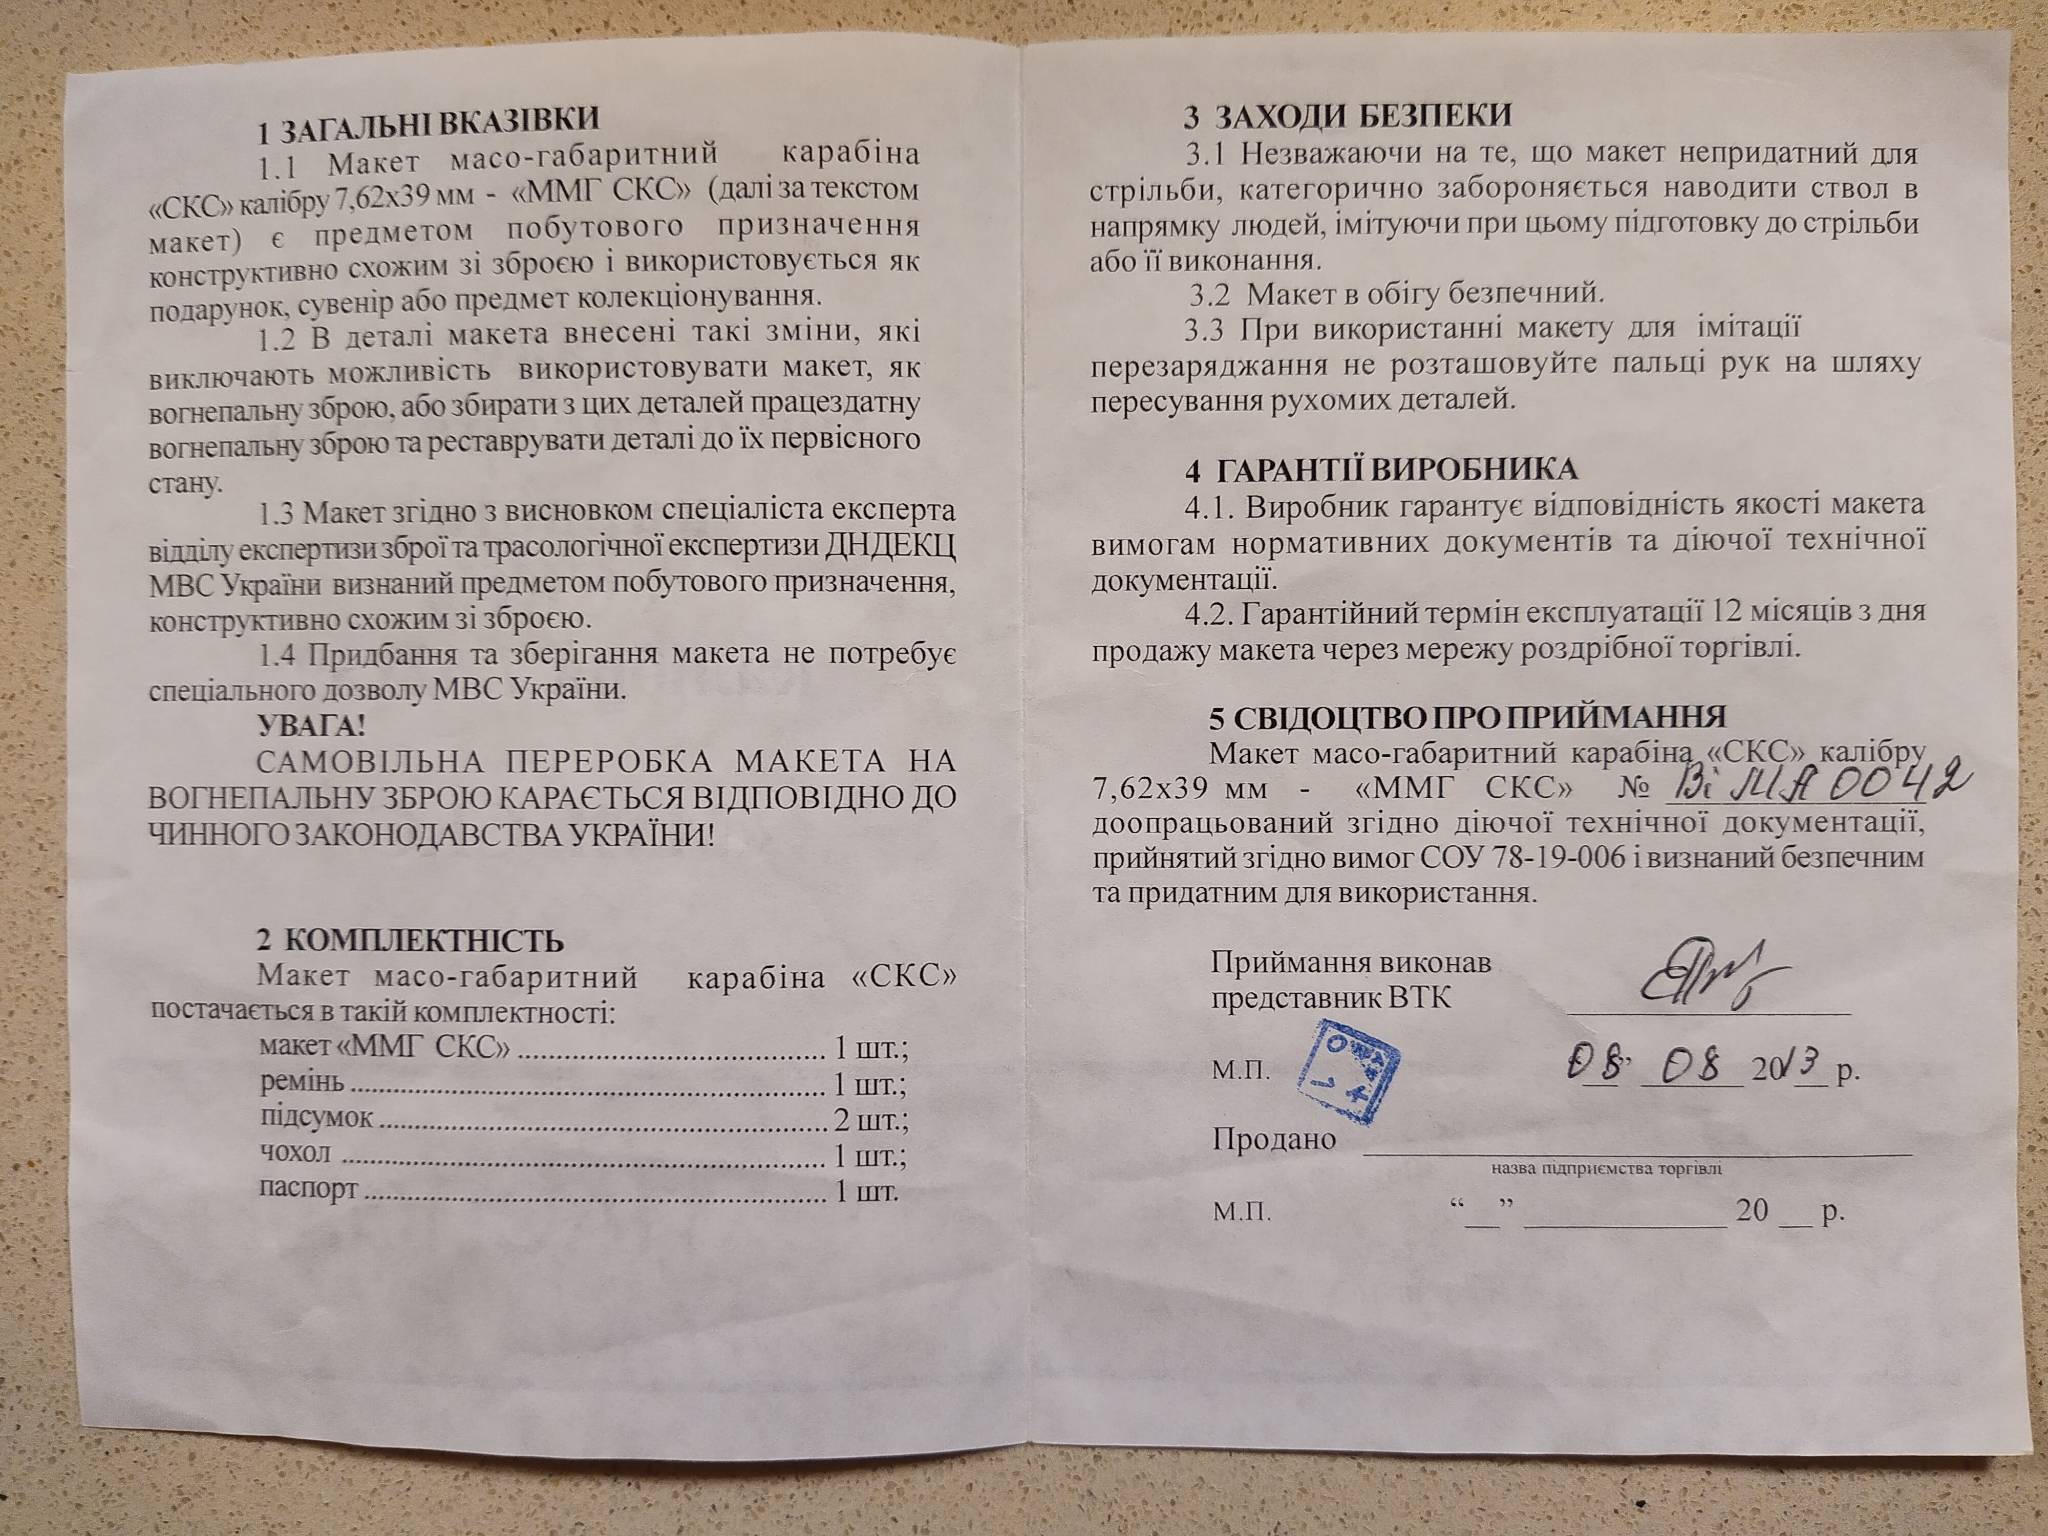 1 ЗАГАЛЬНІ ВКАЗІВКИ
1.1 Макет масо-габаритний карабіна
«СКС» калібру 7,62х39 мм - «ММГ СКС» (далі за текстом
макет) є предметом побутового призначення
конструктивно схожим зі зброєю і використовується як
подарунок, сувенір або предмет колекціонування.
1.2 В деталі макета внесені такі зміни, які
виключають можливість використовувати макет, як
вогнепальну зброю, або збирати з цих деталей працездатну
вогнепальну зброю та реставрувати деталі до їх первісного
стану.
1.3 Макет згідно з висновком спеціаліста експерта
відділу експертизи зброї та трасологічної експертизи ДНДЕКЦ
МВС України визнаний предметом побутового призначення,
конструктивно схожим зі зброєю.
1.4 Придбання та зберігання макета не потребує
спеціального дозволу МВС України.
УВАГА!
САМОВІЛЬНА ПЕРЕРОБКА МАКЕТА НА
ВОГНЕПАЛЬНУ ЗБРОЮ КАРАЄТЬСЯ ВІДПОВІДНО ДО
ЧИННОГО ЗАКОНОДАВСТВА УКРАЇНИ!
2 КОМПЛЕКТНІСТЬ
Макет масо-габаритний карабіна «СКС»
постачається в такій комплектності:
макет «ММГ СКС» ........................................ 1 шт.;
ремінь ............................................................. 1 шт.;
підсумок ......................................................... 2 шт.;
чохол .............................................................. 1 шт.;
паспорт ........................................................... 1 шт.
3 ЗАХОДИ БЕЗПЕКИ
3.1 Незважаючи на те, що макет непридатний для
стрільби, категорично забороняється наводити ствол в
напрямку людей, імітуючи при цьому підготовку до стрільби
або її виконання.
3.2 Макет в обігу безпечний.
3.3 При використанні макету для імітації
перезаряджання не розташовуйте пальці рук на шляху
пересування рухомих деталей.
4 ГАРАНТІЇ ВИРОБНИКА
4.1. Виробник гарантує відповідність якості макета
вимогам нормативних документів та діючої технічної
документації.
4.2. Гарантійний термін експлуатації 12 місяців з дня
продажу макета через мережу роздрібної торгівлі.
5 СВІДОЦТВО ПРО ПРИЙМАННЯ
Макет масо-габаритний карабіна «СКС» калібру
7,62х39 мм - «ММГ СКС» № Ві МА 0042
доопрацьований згідно діючої технічної документації,
прийнятий згідно вимог СОУ 78-19-006 і визнаний безпечним
та придатним для використання.
Приймання виконав
представник ВТК
М.П. 08 08 2013 р.
Продано
назва підприємства торгівлі
М.П. “__” ____________ 20 __ р.